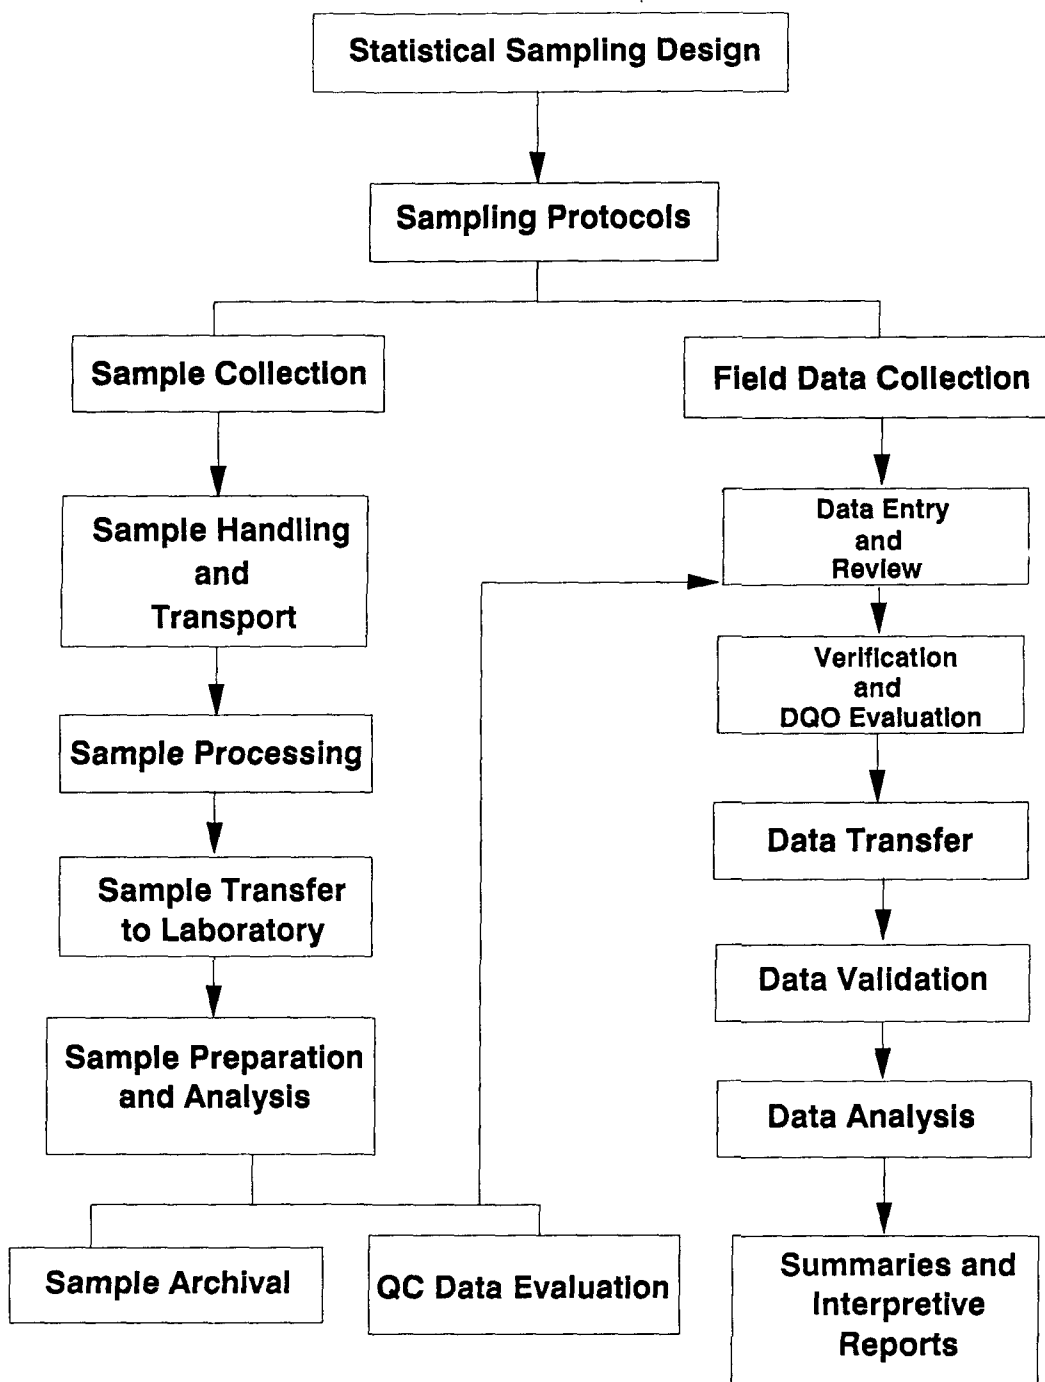 Statistical Sampling Design
Sampling Protocols
Sample Collection
Field Data Collection
Sample Handling
and
Transport
Data Entry
and
Review
Verification
and
DQO Evaluation
Sample Processing
Data Transfer
Sample Transfer
to Laboratory
Data Validation
Sample Preparation
and Analysis
Data Analysis
Sample Archival
QC Data Evaluation
Summaries and
Interpretive
Reports